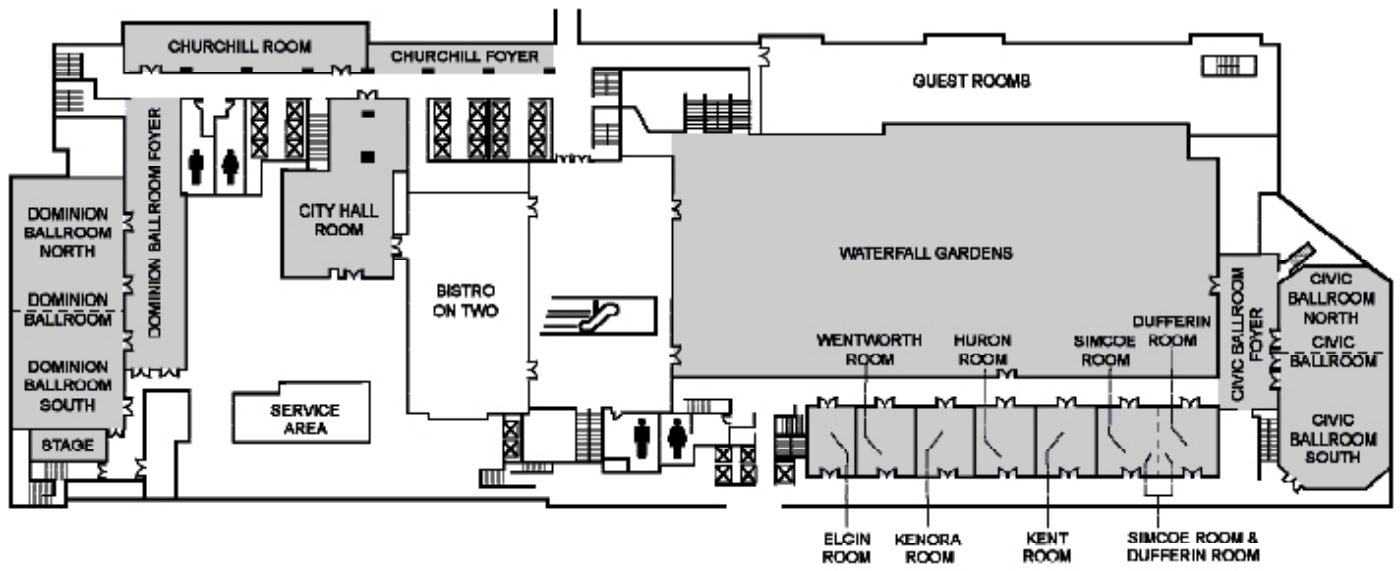 CHURCHILL ROOM
CHURCHILL FOYER
GUEST ROOMS
DOMINION BALLROOM FOYER
DOMINION
BALLROOM
NORTH
CITY HALL
ROOM
WATERFALL GARDENS
BISTRO
ON TWO
DOMINION
BALLROOM
CIVIC
BALLROOM
NORTH
CIVIC BALLROOM
FOYER
DUFFERIN
ROOM
WENTWORTH
ROOM
HURON
ROOM
SIMCOE
ROOM
CIVIC
BALLROOM
DOMINION
BALLROOM
SOUTH
SERVICE
AREA
STAGE
CIVIC
BALLROOM
SOUTH
ELGIN
ROOM
KENORA
ROOM
KENT
ROOM
SIMCOE ROOM &
DUFFERIN ROOM